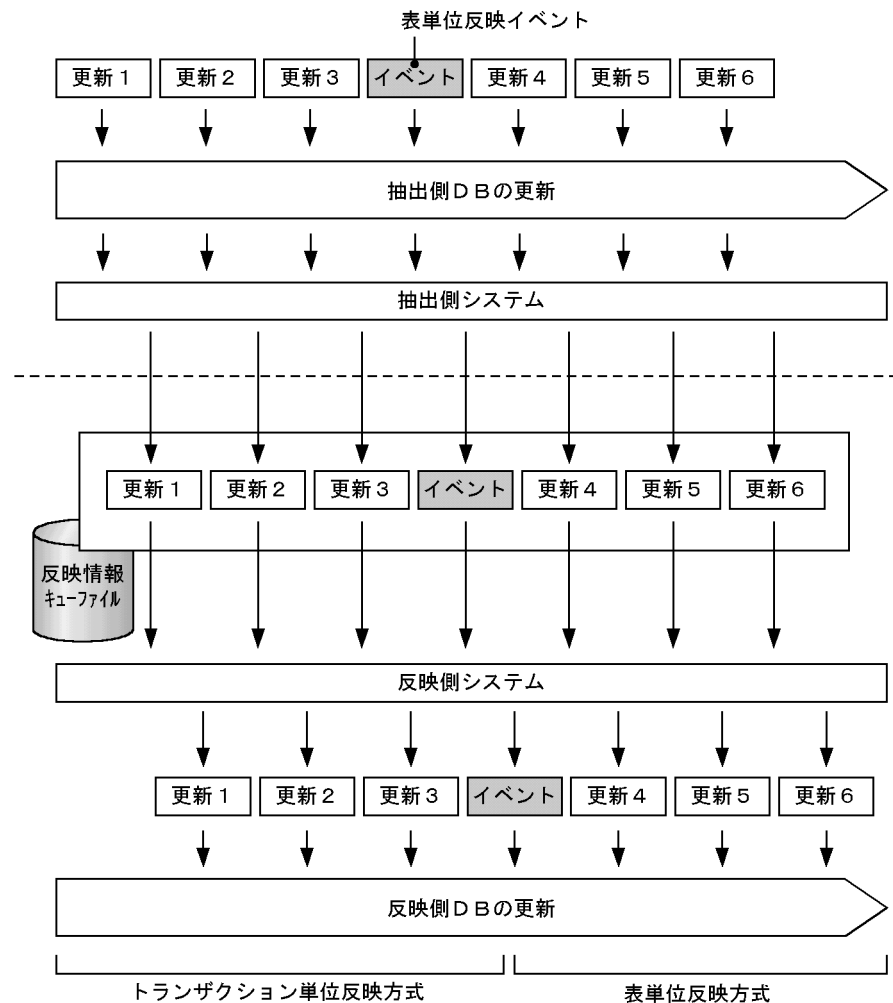 表単位反映イベント
更新1 更新2 更新3 イベント 更新4 更新5 更新6
抽出側DBの更新
抽出側システム
更新1 更新2 更新3 イベント 更新4 更新5 更新6
反映情報
キューファイル
反映側システム
更新1 更新2 更新3 イベント 更新4 更新5 更新6
反映側DBの更新
トランザクション単位反映方式 表単位反映方式